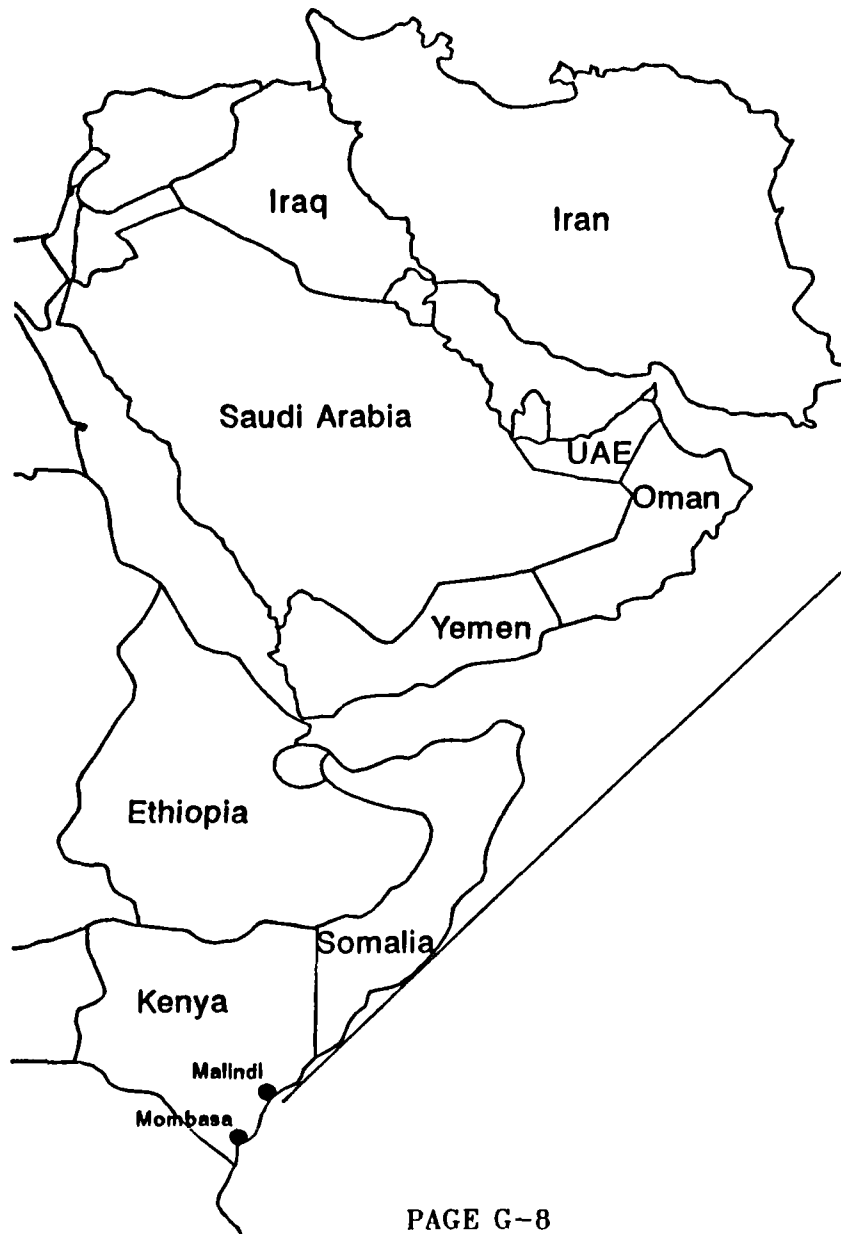 Iraq
Iran
Saudi Arabia
UAE
Oman
Yemen
Ethiopia
Somalia
Kenya
Malindi
Mombasa
PAGE G-8